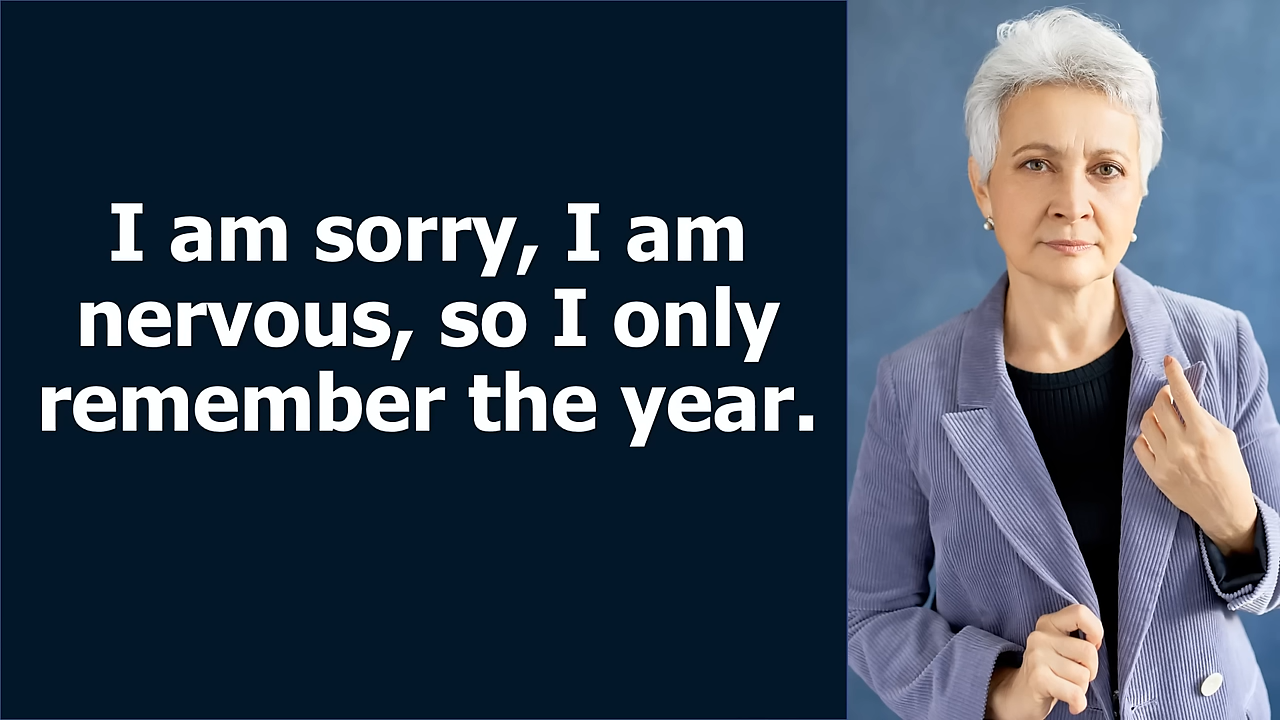 I am sorry, I am
nervous, so I only
remember the year.